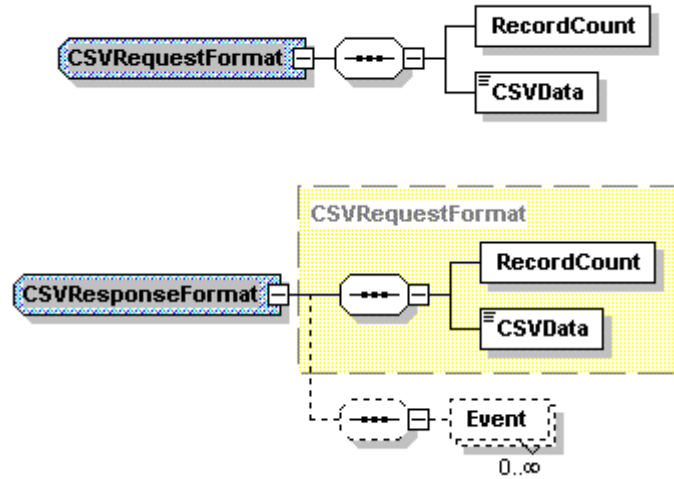 CSVRequestFormat
RecordCount
CSVData
CSVRequestFormat
CSVResponseFormat
RecordCount
CSVData
Event
0..∞